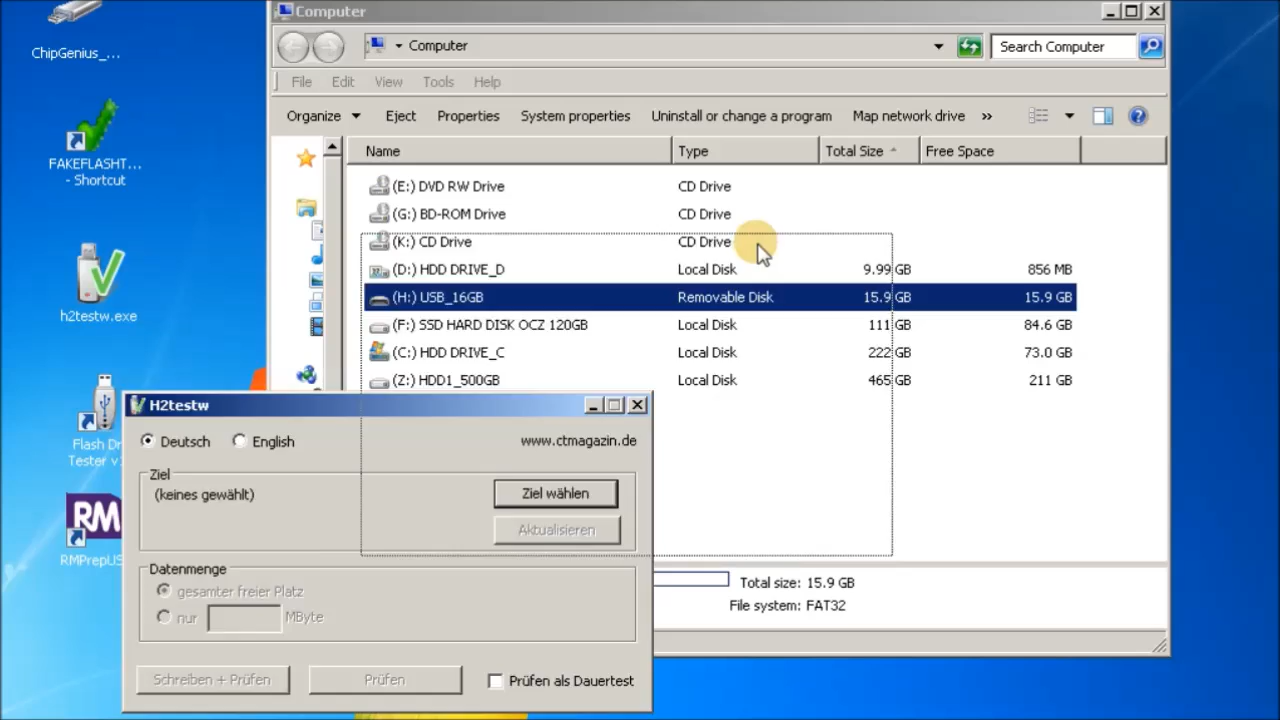 ChipGenius_...
FAKEFLASHT...
- Shortcut
h2testw.exe
Flash Dr
Tester v
RM
RMPrepUS
Computer
Computer
Search Computer
File Edit View Tools Help
Organize Eject Properties System properties Uninstall or change a program Map network drive »
Name Type Total Size Free Space
(E:) DVD RW Drive CD Drive
(G:) BD-ROM Drive CD Drive
(K:) CD Drive CD Drive
(D:) HDD DRIVE_D Local Disk 9.99 GB 856 MB
(H:) USB_16GB Removable Disk 15.9 GB 15.9 GB
(F:) SSD HARD DISK OCZ 120GB Local Disk 111 GB 84.6 GB
(C:) HDD DRIVE_C Local Disk 222 GB 73.0 GB
(Z:) HDD1_500GB Local Disk 465 GB 211 GB
Total size: 15.9 GB
File system: FAT32
H2testw
Deutsch English www.ctmagazin.de
Ziel
(keines gewählt) Ziel wählen
Aktualisieren
Datenmenge
gesamter freier Platz
nur MByte
Schreiben + Prüfen Prüfen Prüfen als Dauertest